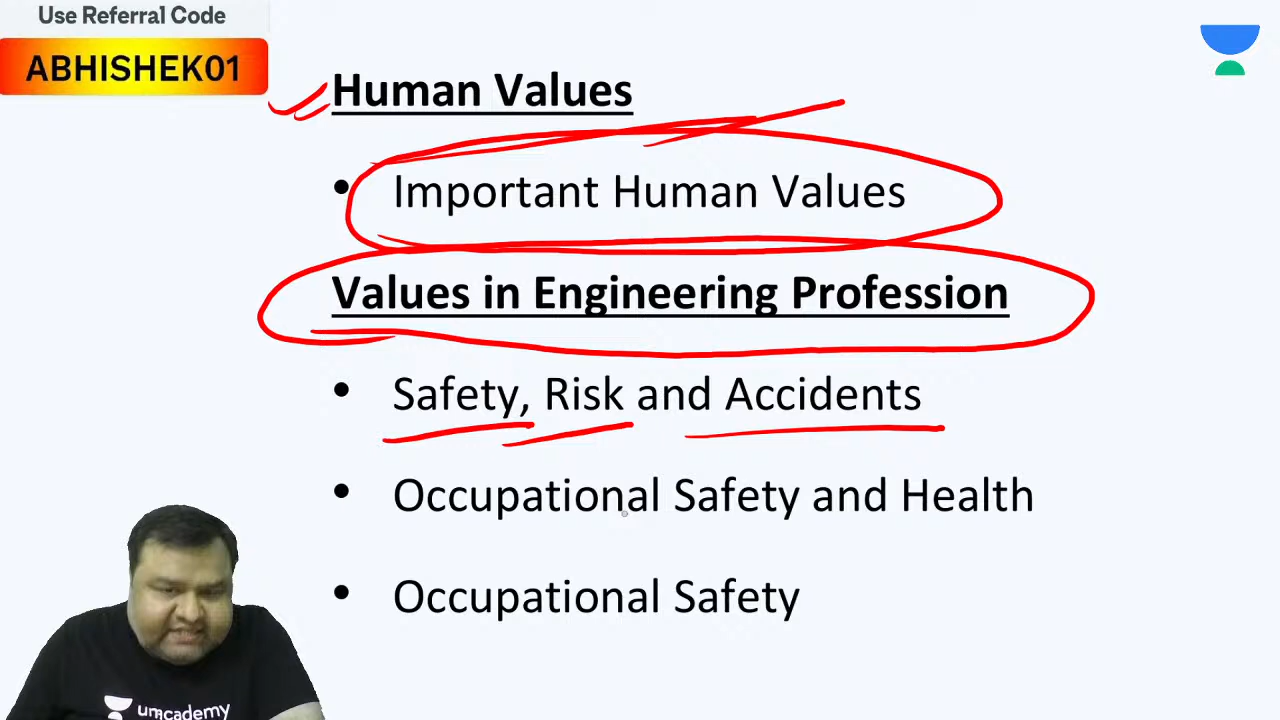 Use Referral Code
ABHISHEK01
Human Values
• Important Human Values
Values in Engineering Profession
• Safety, Risk and Accidents
• Occupational Safety and Health
• Occupational Safety
unacademy